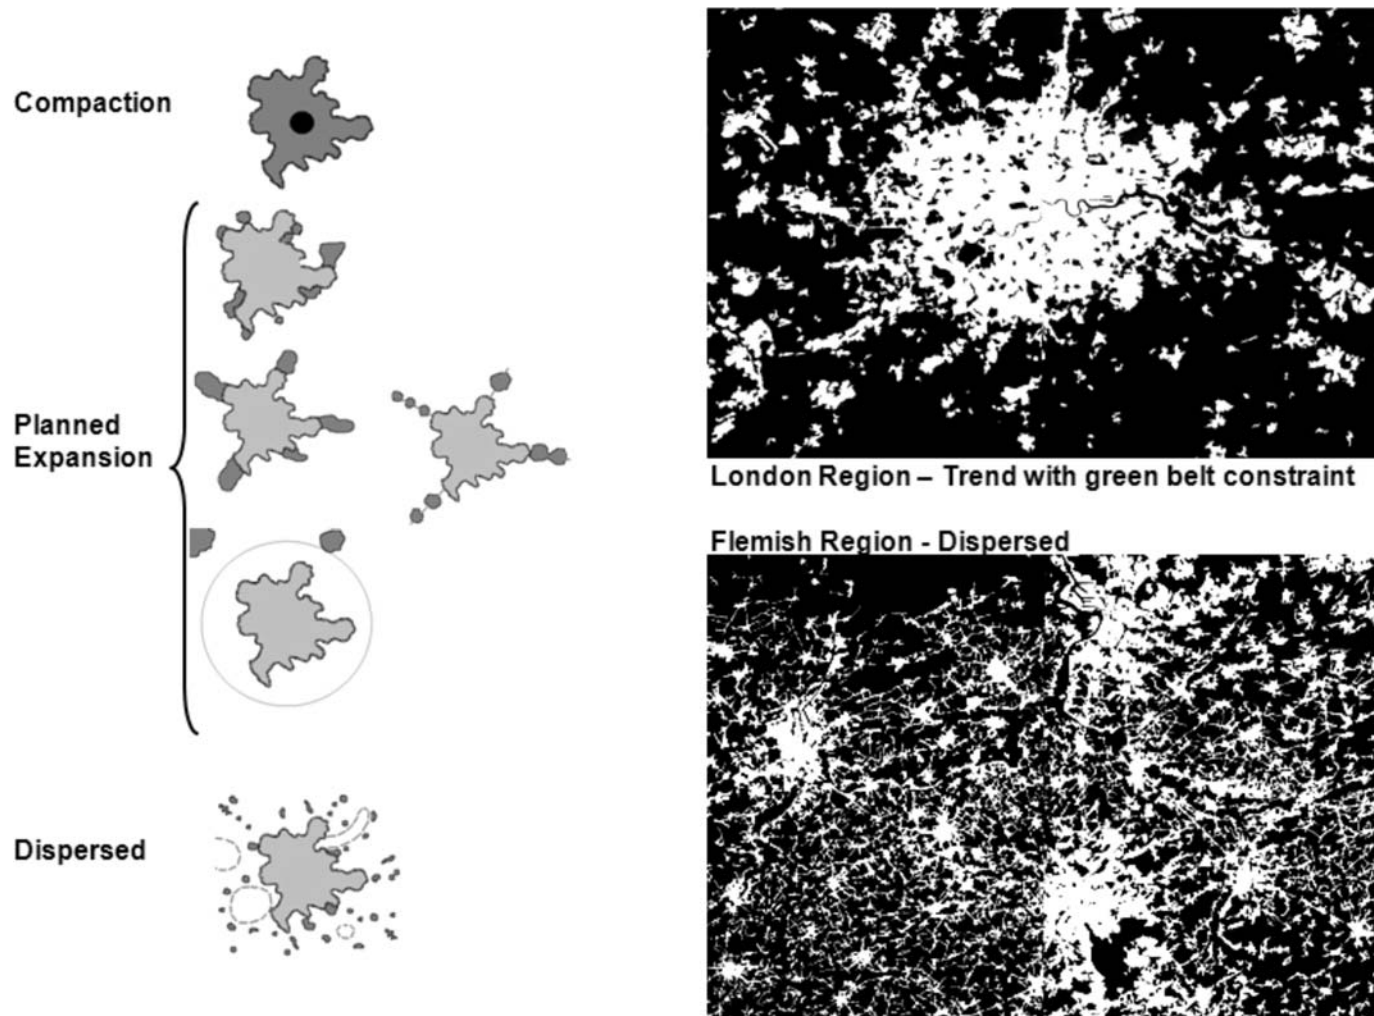 Compaction
Planned
Expansion
Dispersed
London Region – Trend with green belt constraint
Flemish Region - Dispersed